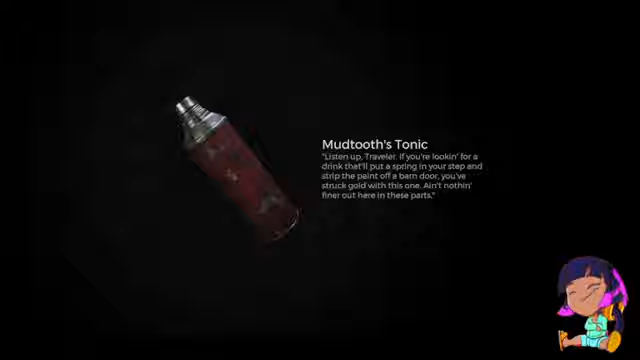 Mudtooth's Tonic
"Listen up, Traveler. If you're lookin' for a
drink that'll put a spring in your step and
strip the paint off a barn door, you've
struck gold with this one. Ain't nothin'
finer out here in these parts."